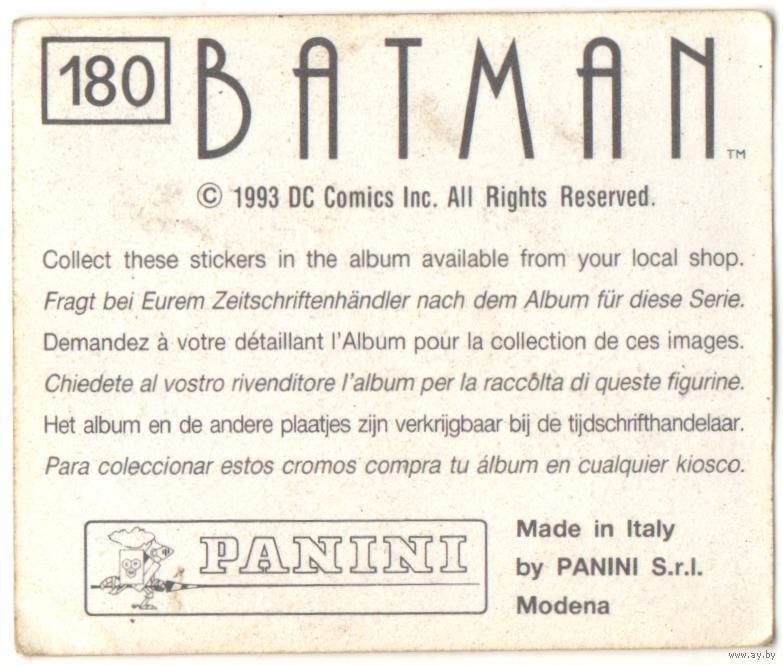 180 BATMAN™
© 1993 DC Comics Inc. All Rights Reserved.
Collect these stickers in the album available from your local shop.
Fragt bei Eurem Zeitschriftenhändler nach dem Album für diese Serie.
Demandez à votre détaillant l'Album pour la collection de ces images.
Chiedete al vostro rivenditore l'album per la raccolta di queste figurine.
Het album en de andere plaatjes zijn verkrijgbaar bij de tijdschrifthandelaar.
Para coleccionar estos cromos compra tu álbum en cualquier kiosco.
PANINI
Made in Italy
by PANINI S.r.l.
Modena
www.ay.by